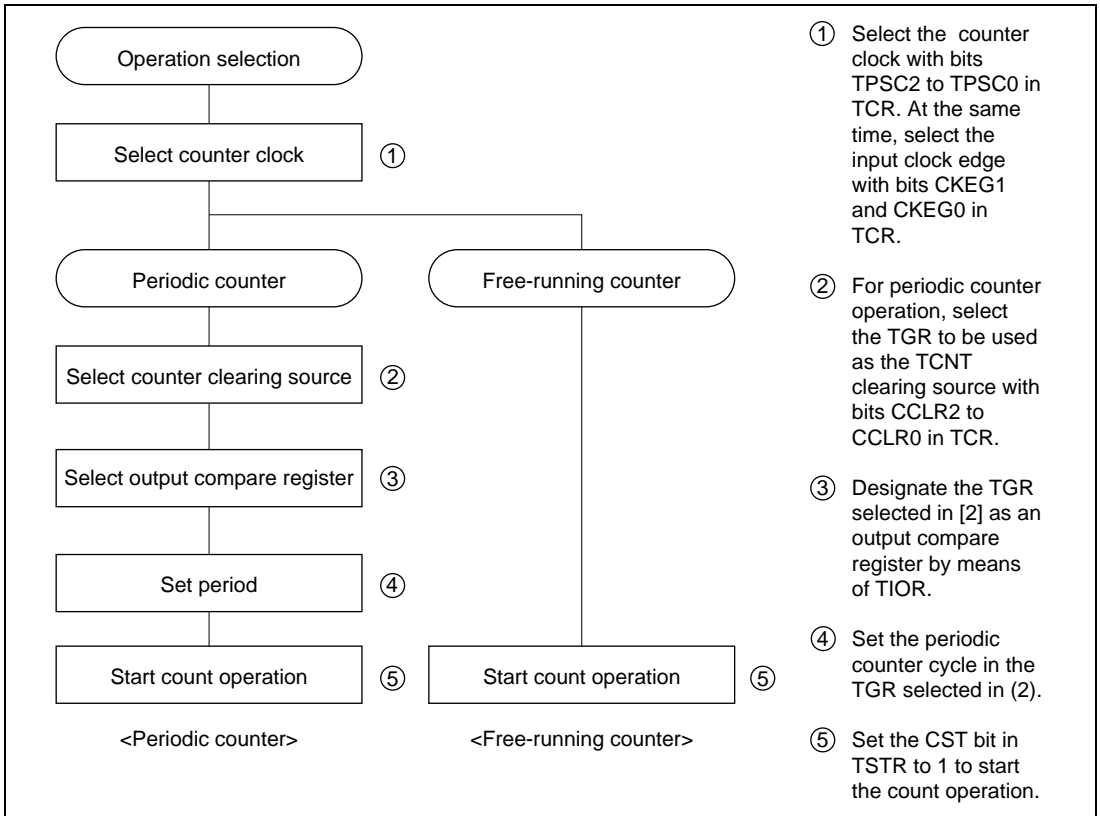 Operation selection
Select counter clock
①
Periodic counter
Free-running counter
Select counter clearing source
②
Select output compare register
③
Set period
④
Start count operation
⑤
Start count operation
⑤
<Periodic counter>
<Free-running counter>
① Select the counter
clock with bits
TPSC2 to TPSC0 in
TCR. At the same
time, select the
input clock edge
with bits CKEG1
and CKEG0 in
TCR.
② For periodic counter
operation, select
the TGR to be used
as the TCNT
clearing source with
bits CCLR2 to
CCLR0 in TCR.
③ Designate the TGR
selected in [2] as an
output compare
register by means
of TIOR.
④ Set the periodic
counter cycle in the
TGR selected in (2).
⑤ Set the CST bit in
TSTR to 1 to start
the count operation.